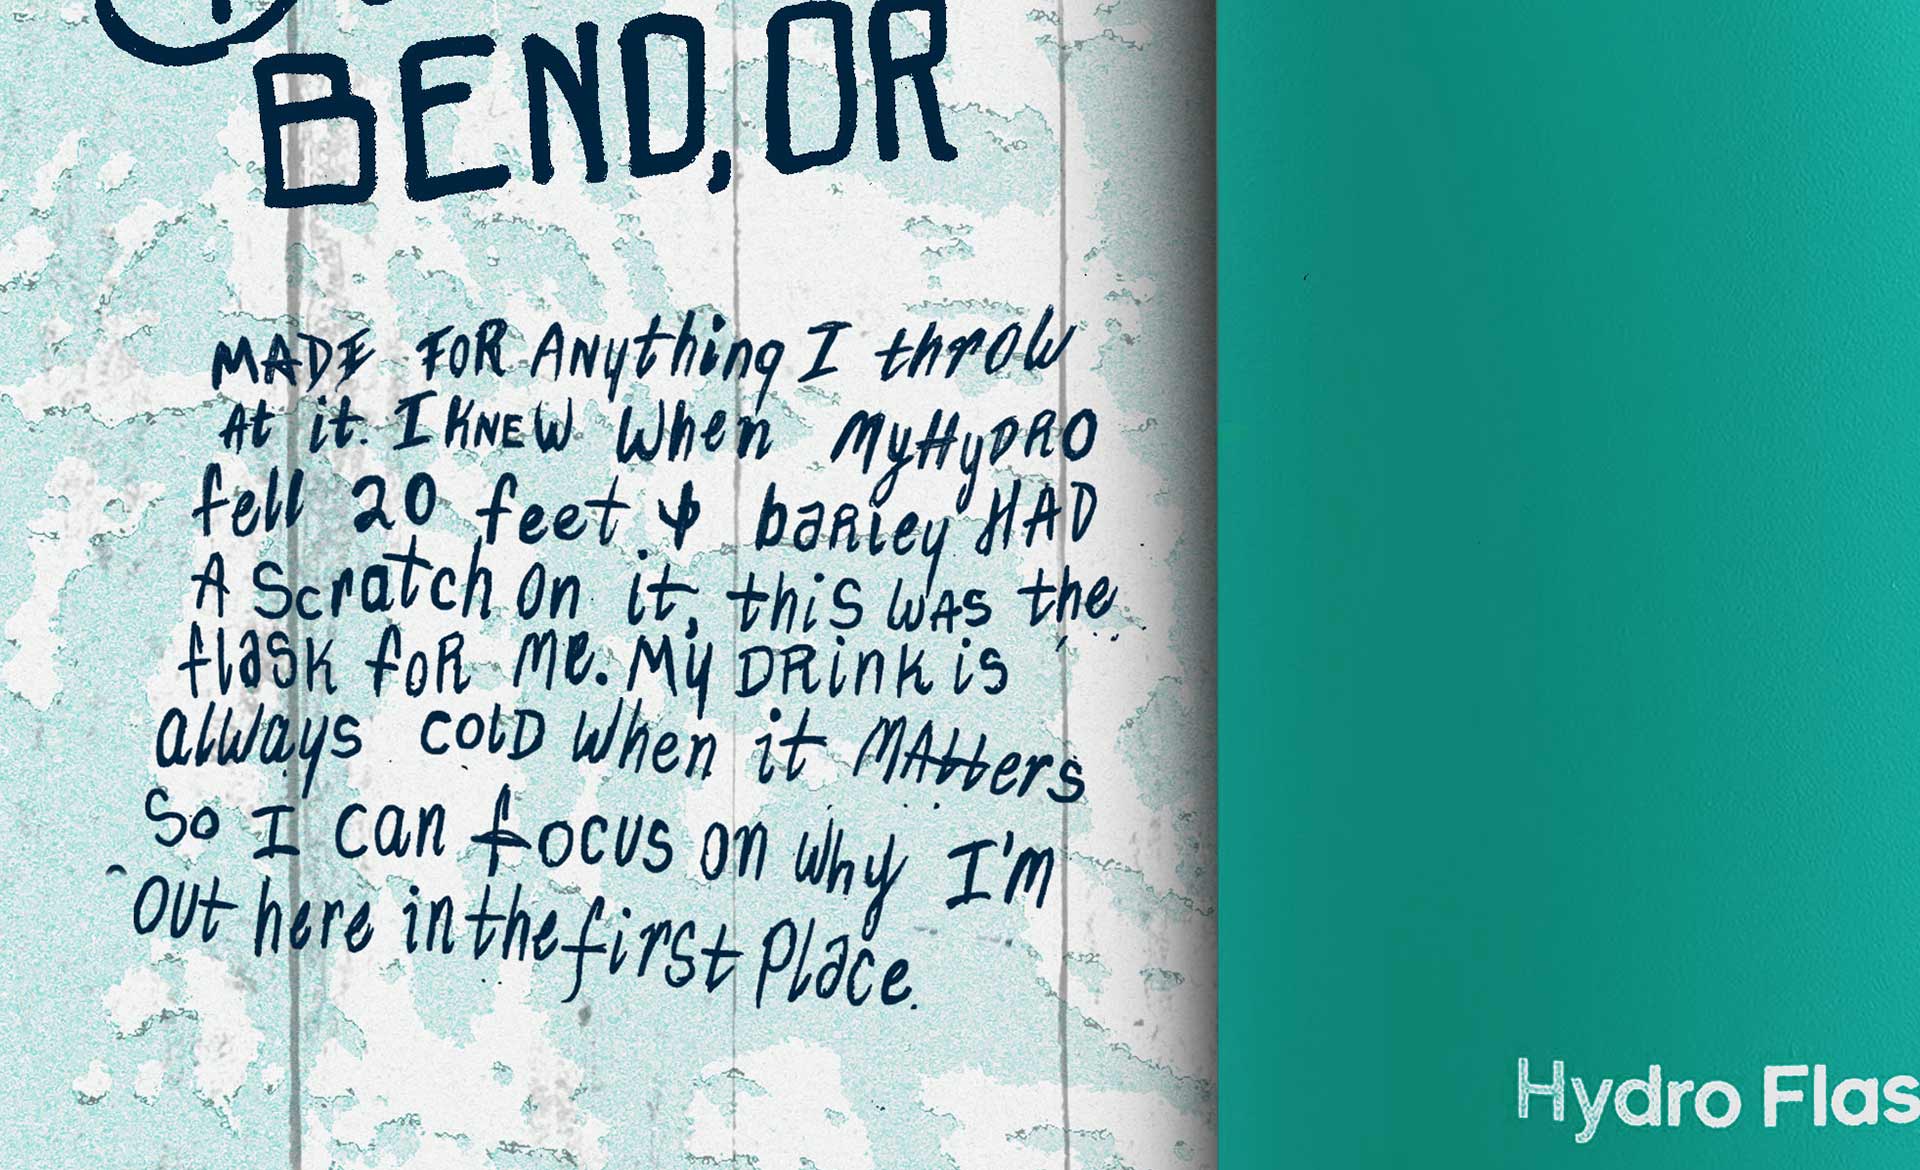 BEND, OR
MADE FOR ANything I throw
At it. I KNEW When MyHyDRO
fell 20 feet & baRley HAD
A Scratch on it, thiS wAS the
flask foR me. My DRink is
always colD when it MAtters
So I can focus on why I'm
out here in the first Place.
Hydro Flas